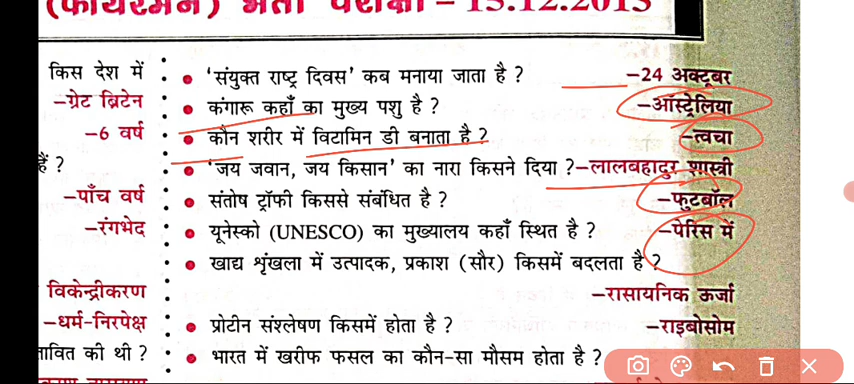 (फायरमैन) भर्ती परीक्षा – 15.12.2013
किस देश में
–ग्रेट ब्रिटेन
–6 वर्ष
हैं ?
–पाँच वर्ष
–रंगभेद
विकेन्द्रीकरण
–धर्म-निरपेक्ष
की थी ?
• 'संयुक्त राष्ट्र दिवस' कब मनाया जाता है ? –24 अक्टूबर
• कंगारू कहाँ का मुख्य पशु है ? –ऑस्ट्रेलिया
• कौन शरीर में विटामिन डी बनाता है ? –त्वचा
• 'जय जवान, जय किसान' का नारा किसने दिया ? –लालबहादुर शास्त्री
• संतोष ट्रॉफी किससे संबंधित है ? –फुटबॉल
• यूनेस्को (UNESCO) का मुख्यालय कहाँ स्थित है ? –पेरिस में
• खाद्य शृंखला में उत्पादक, प्रकाश (सौर) किसमें बदलता है ?
–रासायनिक ऊर्जा
• प्रोटीन संश्लेषण किसमें होता है ? –राइबोसोम
• भारत में खरीफ फसल का कौन-सा मौसम होता है ?